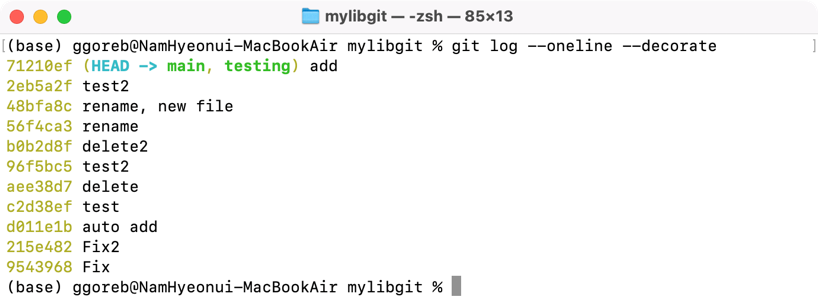 mylibgit — -zsh — 85×13
(base) ggoreb@NamHyeonui-MacBookAir mylibgit % git log --oneline --decorate
71210ef (HEAD -> main, testing) add
2eb5a2f test2
48bfa8c rename, new file
56f4ca3 rename
b0b2d8f delete2
96f5bc5 test2
aee38d7 delete
c2d38ef test
d011e1b auto add
215e482 Fix2
9543968 Fix
(base) ggoreb@NamHyeonui-MacBookAir mylibgit %